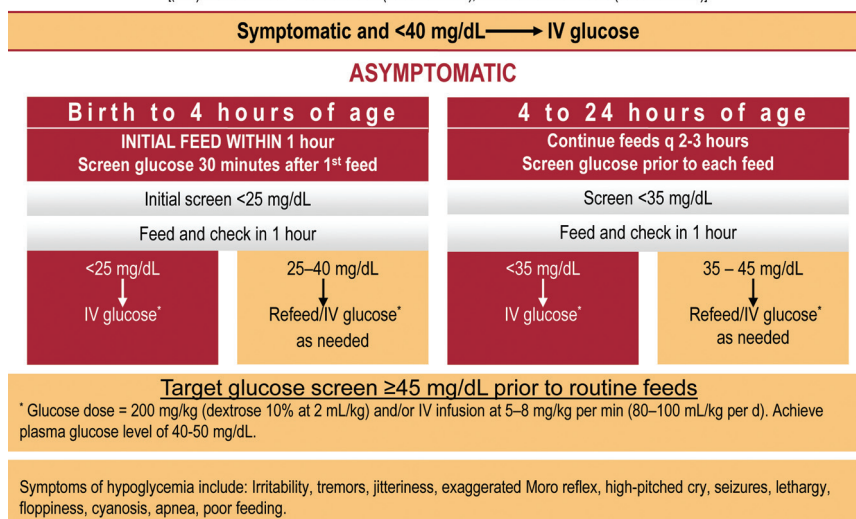 Symptomatic and <40 mg/dL⟶IV glucose
ASYMPTOMATIC
Birth to 4 hours of age
INITIAL FEED WITHIN 1 hour
Screen glucose 30 minutes after 1st feed
Initial screen <25 mg/dL
Feed and check in 1 hour
<25 mg/dL
↓
IV glucose*
25–40 mg/dL
↓
Refeed/IV glucose*
as needed
4 to 24 hours of age
Continue feeds q 2-3 hours
Screen glucose prior to each feed
Screen <35 mg/dL
Feed and check in 1 hour
<35 mg/dL
↓
IV glucose*
35 – 45 mg/dL
↓
Refeed/IV glucose*
as needed
Target glucose screen ≥45 mg/dL prior to routine feeds
* Glucose dose = 200 mg/kg (dextrose 10% at 2 mL/kg) and/or IV infusion at 5–8 mg/kg per min (80–100 mL/kg per d). Achieve
plasma glucose level of 40-50 mg/dL.
Symptoms of hypoglycemia include: Irritability, tremors, jitteriness, exaggerated Moro reflex, high-pitched cry, seizures, lethargy,
floppiness, cyanosis, apnea, poor feeding.